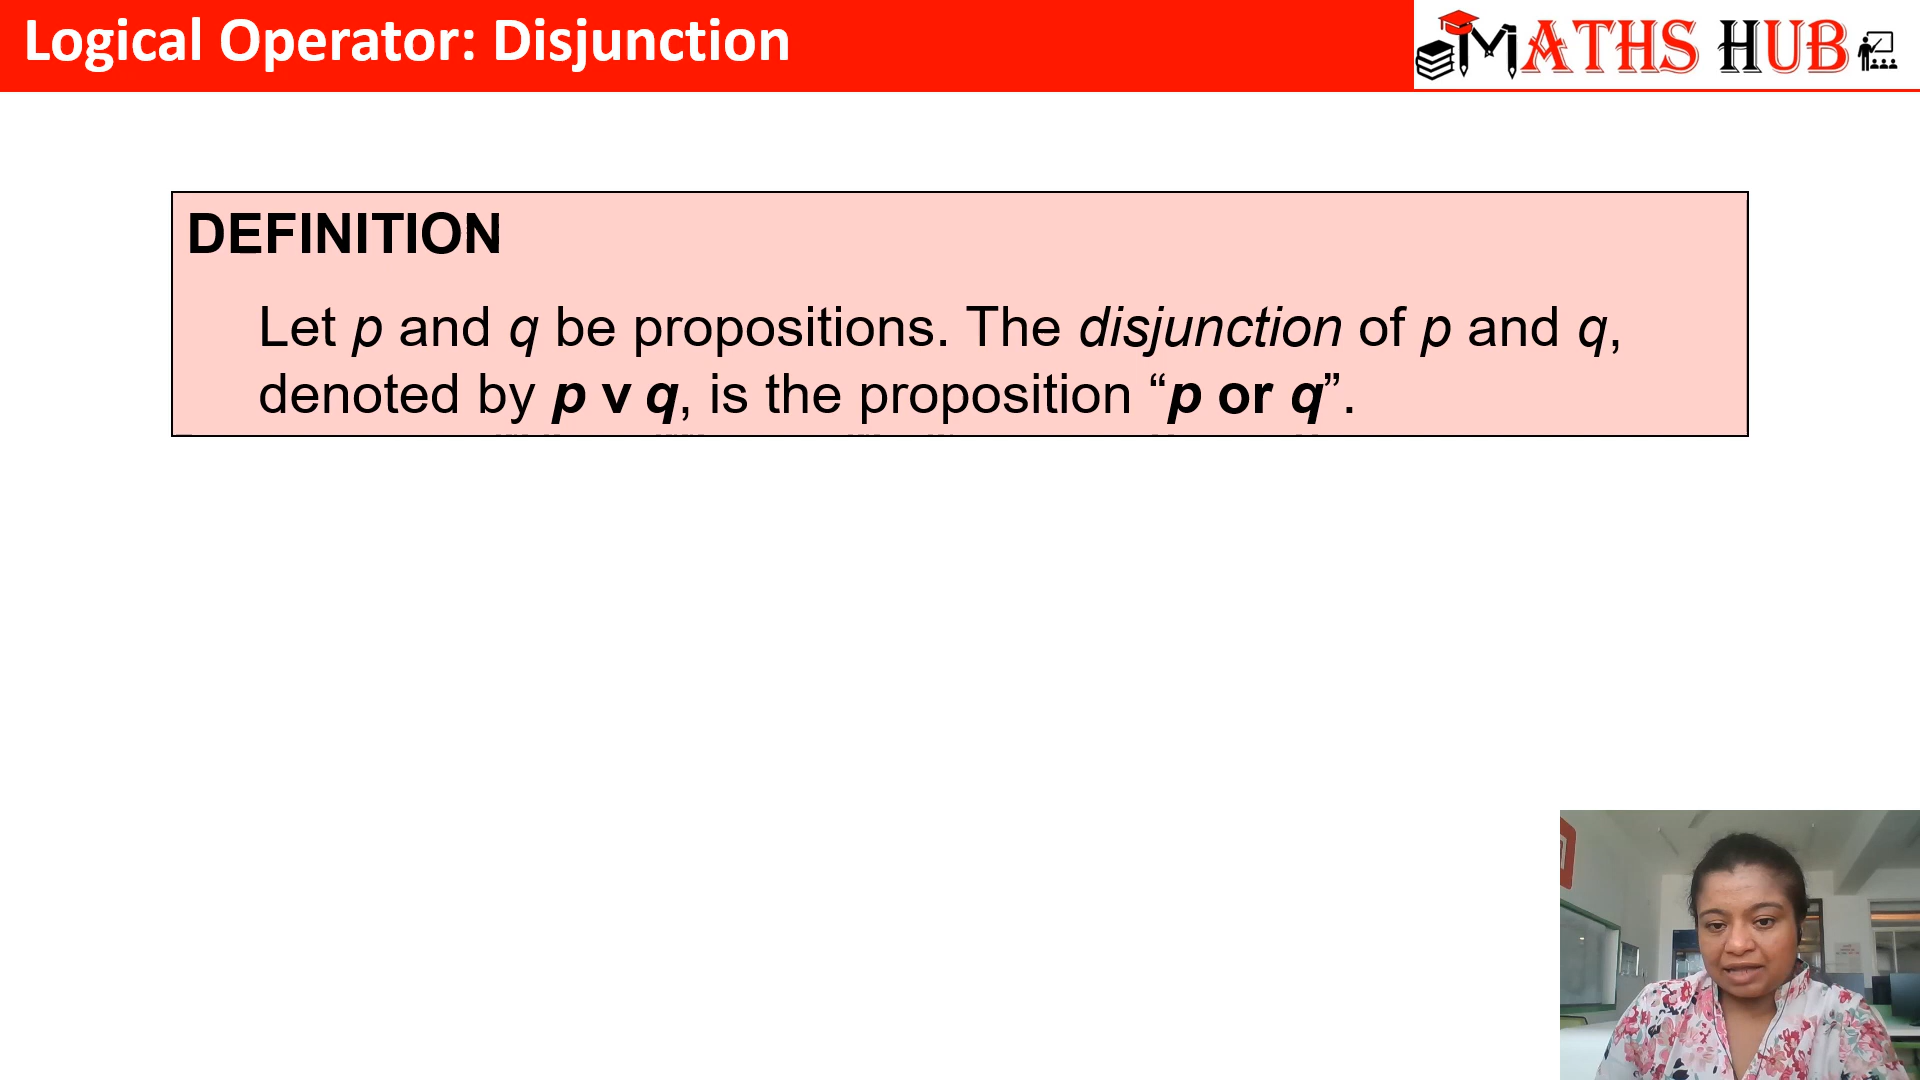 Logical Operator: Disjunction
MATHS HUB
DEFINITION
Let p and q be propositions. The disjunction of p and q,
denoted by p v q, is the proposition “p or q”.